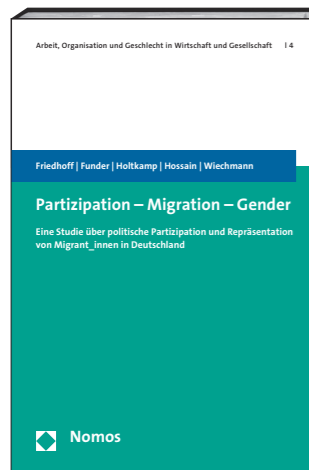 Arbeit, Organisation und Geschlecht in Wirtschaft und Gesellschaft | 4
Friedhoff | Funder | Holtkamp | Hossain | Wiechmann
Partizipation – Migration – Gender
Eine Studie über politische Partizipation und Repräsentation
von Migrant_innen in Deutschland
Nomos